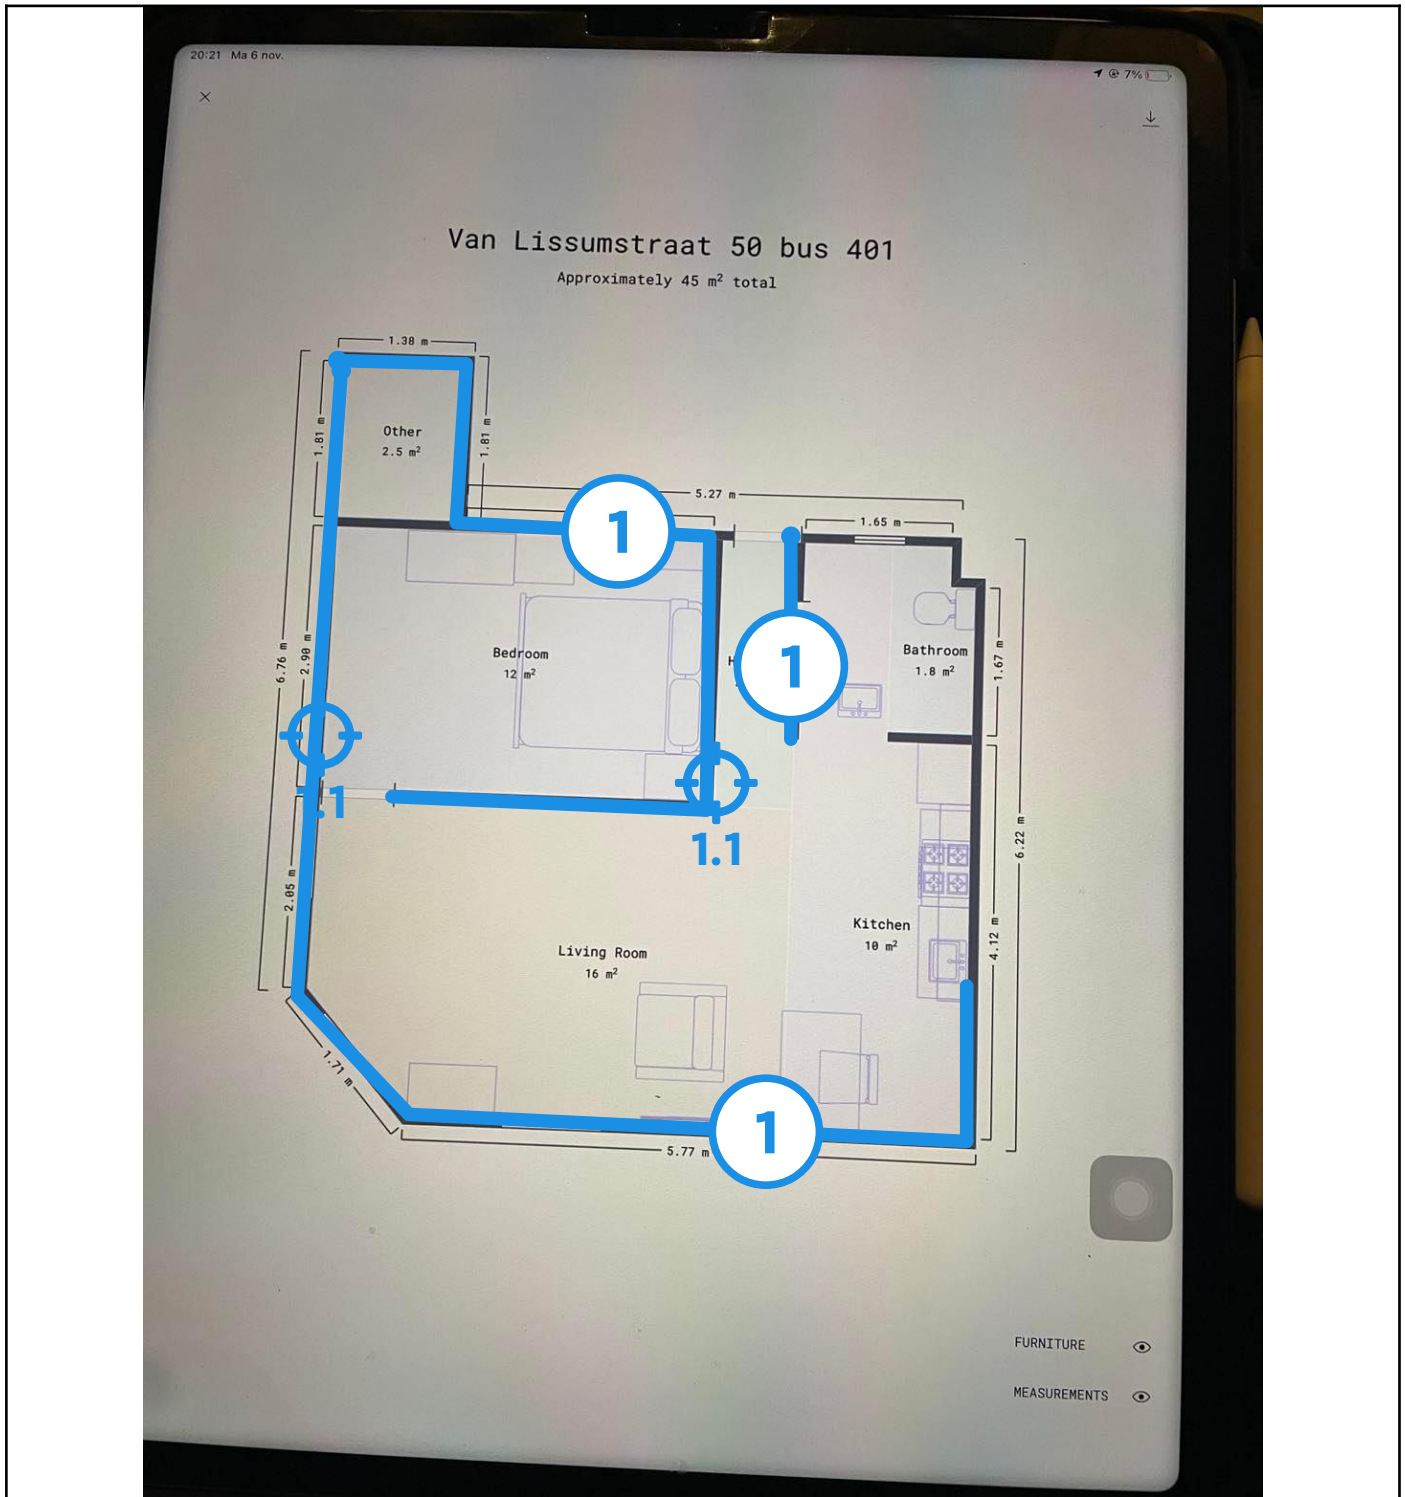 20:21 Ma 6 nov.
7%
Van Lissumstraat 50 bus 401
Approximately 45 m² total
1.38 m
1.81 m
Other
2.5 m²
1.81 m
5.27 m
1.65 m
1
1
6.76 m
2.90 m
Bedroom
12 m²
Bathroom
1.8 m²
1.67 m
1.1
1.1
6.22 m
2.05 m
Living Room
16 m²
Kitchen
10 m²
4.12 m
1.71 m
1
5.77 m
FURNITURE
MEASUREMENTS